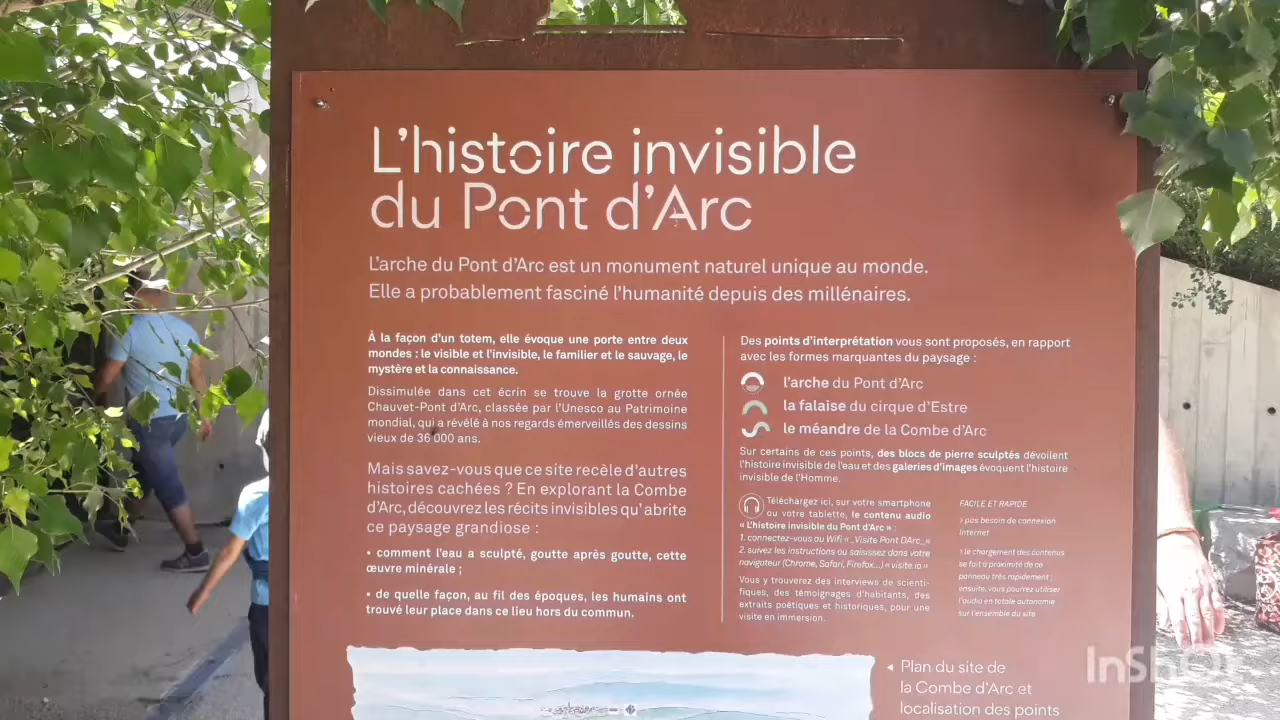 L'histoire invisible
du Pont d'Arc
L'arche du Pont d'Arc est un monument naturel unique au monde.
Elle a probablement fasciné l'humanité depuis des millénaires.
À la façon d'un totem, elle évoque une porte entre deux
mondes : le visible et l'invisible, le familier et le sauvage, le
mystère et la connaissance.
Dissimulée dans cet écrin se trouve la grotte ornée
Chauvet-Pont d'Arc, classée par l'Unesco au Patrimoine
mondial, qui a révélé à nos regards émerveillés des dessins
vieux de 36 000 ans.
Mais savez-vous que ce site recèle d'autres
histoires cachées ? En explorant la Combe
d'Arc, découvrez les récits invisibles qu'abrite
ce paysage grandiose :
• comment l'eau a sculpté, goutte après goutte, cette
œuvre minérale ;
• de quelle façon, au fil des époques, les humains ont
trouvé leur place dans ce lieu hors du commun.
Des points d'interprétation vous sont proposés, en rapport
avec les formes marquantes du paysage :
l'arche du Pont d'Arc
la falaise du cirque d'Estre
le méandre de la Combe d'Arc
Sur certains de ces points, des blocs de pierre sculptés dévoilent
l'histoire invisible de l'eau et des galeries d'images évoquent l'histoire
invisible de l'Homme.
Téléchargez ici, sur votre smartphone
ou votre tablette, le contenu audio
« L'histoire invisible du Pont d'Arc » :
1. connectez-vous au Wifi « _Visite Pont DArc_ »
2. suivez les instructions ou saisissez dans votre
navigateur (Chrome, Safari, Firefox...) « visite.io »
Vous y trouverez des interviews de scienti-
fiques, des témoignages d'habitants, des
extraits poétiques et historiques, pour une
visite en immersion.
FACILE ET RAPIDE
> pas besoin de connexion
Internet
> le chargement des contenus
se fait à proximité de ce
panneau très rapidement ;
ensuite, vous pourrez utiliser
l'audio en totale autonomie
sur l'ensemble du site
◂ Plan du site de
la Combe d'Arc et
localisation des points
InShOt